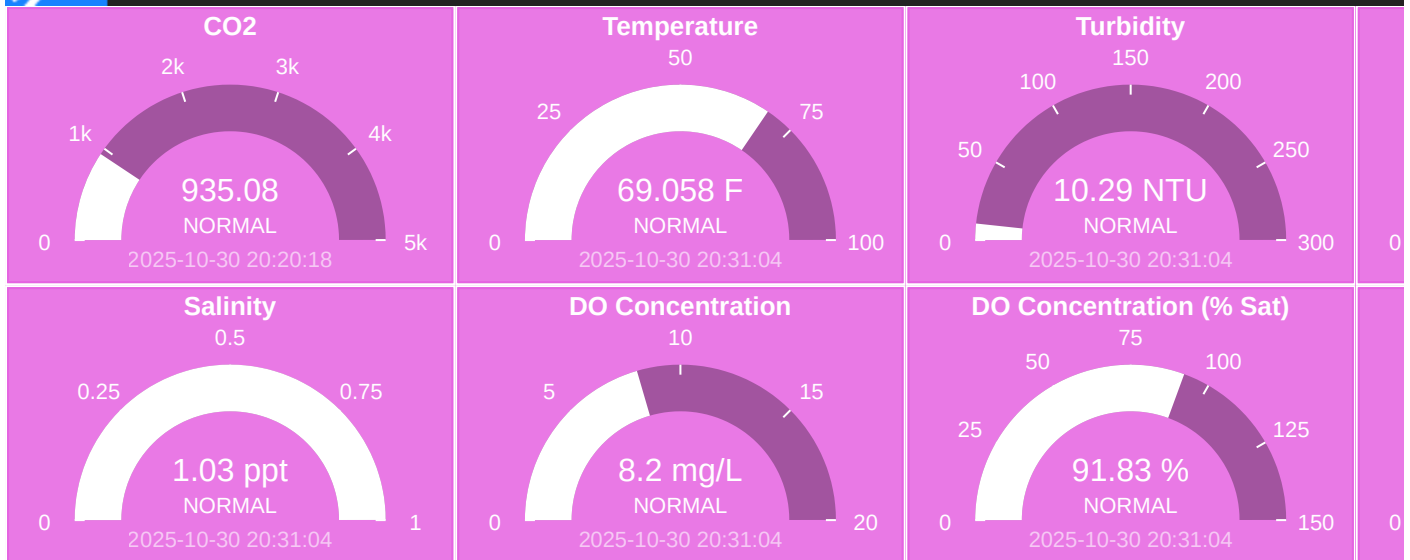 CO2
2k
3k
1k
4k
935.08
NORMAL
0
5k
2025-10-30 20:20:18
Temperature
50
25
75
69.058 F
NORMAL
0
100
2025-10-30 20:31:04
Turbidity
150
100
200
50
250
10.29 NTU
NORMAL
0
300
2025-10-30 20:31:04
0
Salinity
0.5
0.25
0.75
1.03 ppt
NORMAL
0
1
2025-10-30 20:31:04
DO Concentration
10
5
15
8.2 mg/L
NORMAL
0
20
2025-10-30 20:31:04
DO Concentration (% Sat)
75
50
100
25
125
91.83 %
NORMAL
0
150
2025-10-30 20:31:04
0